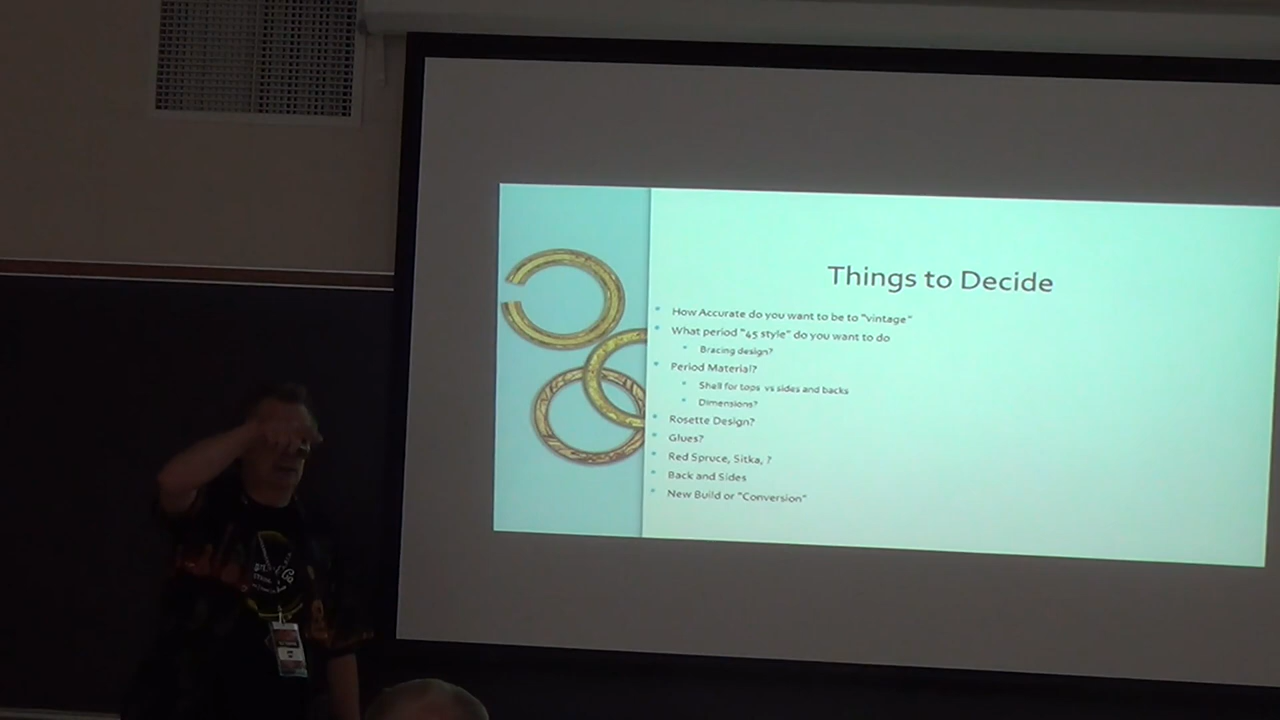 Things to Decide
How Accurate do you want to be to "vintage"
What period "45 style" do you want to do
Bracing design?
Period Material?
Shell for tops vs sides and backs
Dimensions?
Rosette Design?
Glues?
Red Spruce, Sitka, ?
Back and Sides
New Build or "Conversion"